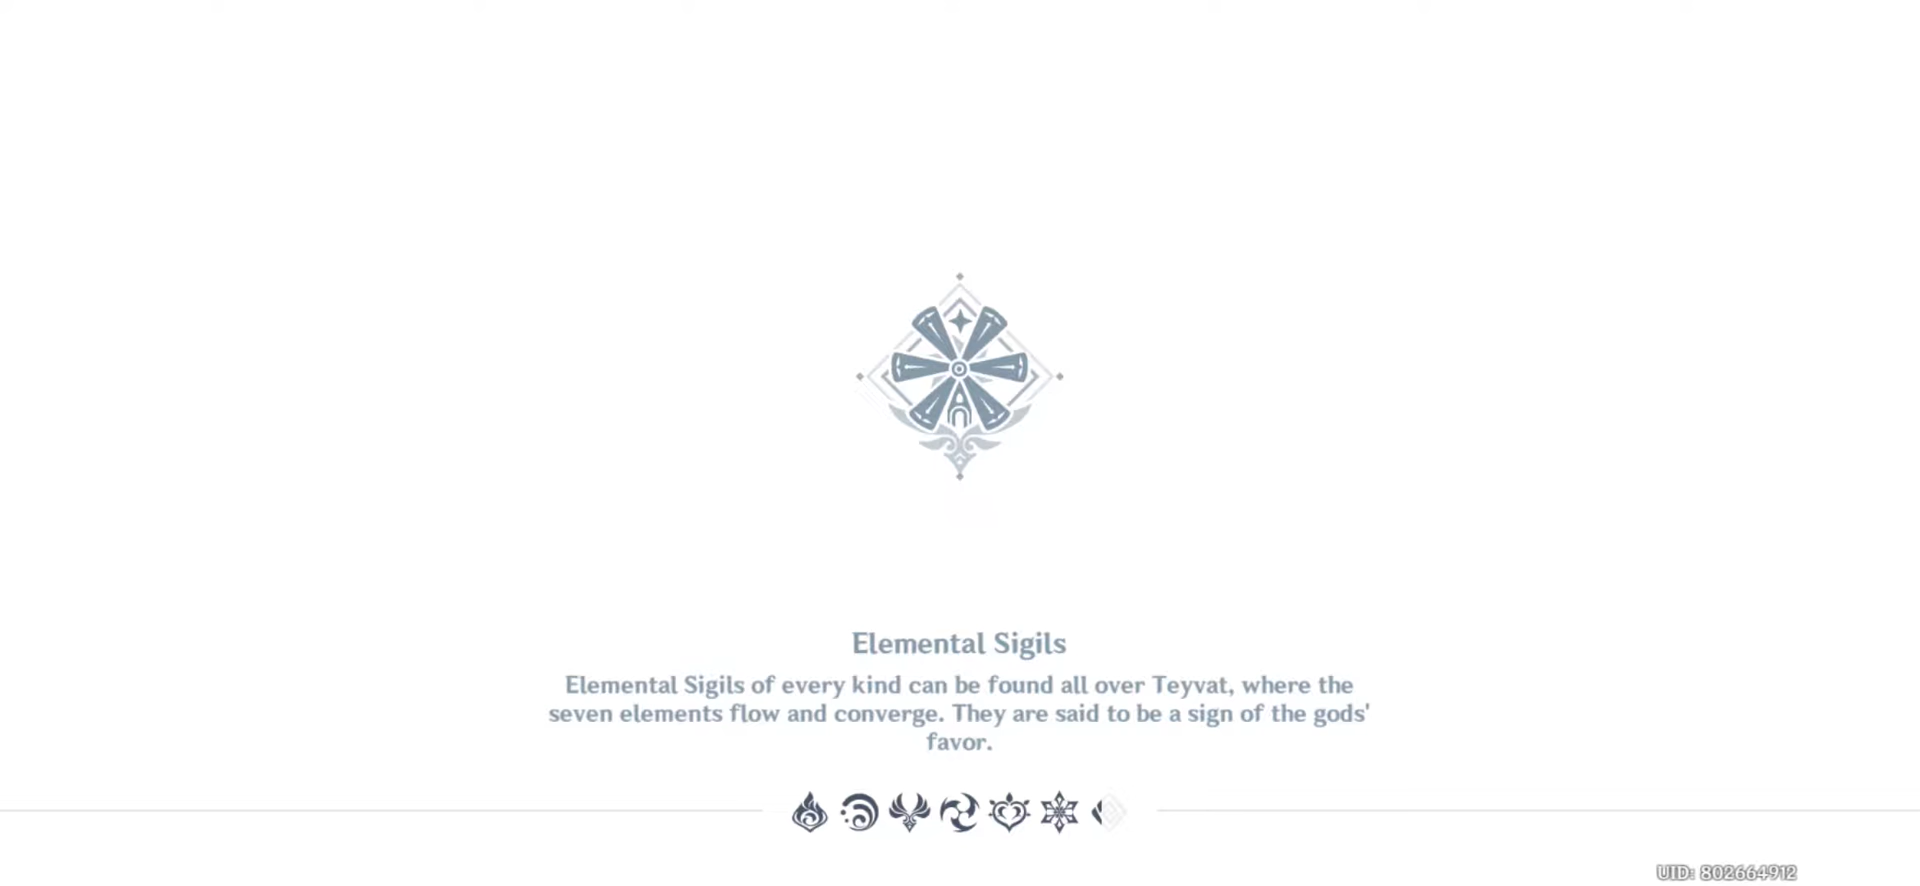 Elemental Sigils
Elemental Sigils of every kind can be found all over Teyvat, where the
seven elements flow and converge. They are said to be a sign of the gods'
favor.
UID: 802664912